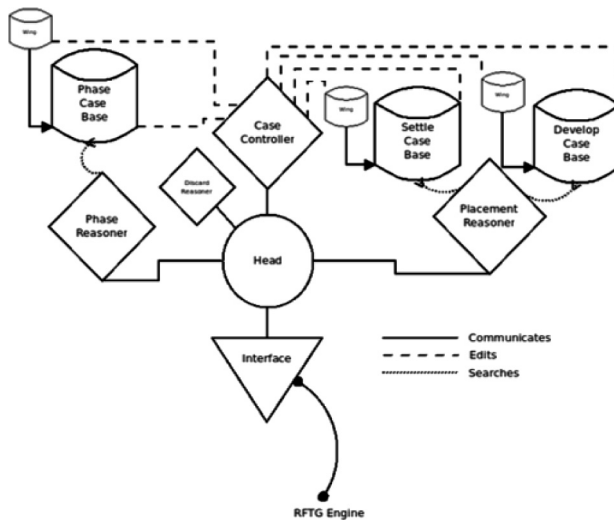 Wing
Phase
Case
Base
Case
Controller
Wing
Settle
Case
Base
Wing
Develop
Case
Base
Discard
Reasoner
Phase
Reasoner
Placement
Reasoner
Head
Interface
Communicates
Edits
Searches
RFTG Engine